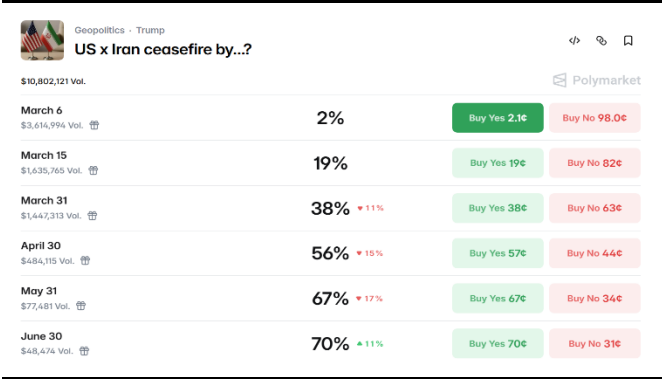 Geopolitics · Trump
US x Iran ceasefire by...?
$10,802,121 Vol.
Polymarket
March 6
$3,614,994 Vol.
2%
Buy Yes 2.1¢
Buy No 98.0¢
March 15
$1,635,765 Vol.
19%
Buy Yes 19¢
Buy No 82¢
March 31
$1,447,313 Vol.
38% ▼ 11%
Buy Yes 38¢
Buy No 63¢
April 30
$484,115 Vol.
56% ▼ 15%
Buy Yes 57¢
Buy No 44¢
May 31
$77,481 Vol.
67% ▼ 17%
Buy Yes 67¢
Buy No 34¢
June 30
$48,474 Vol.
70% ▲ 11%
Buy Yes 70¢
Buy No 31¢